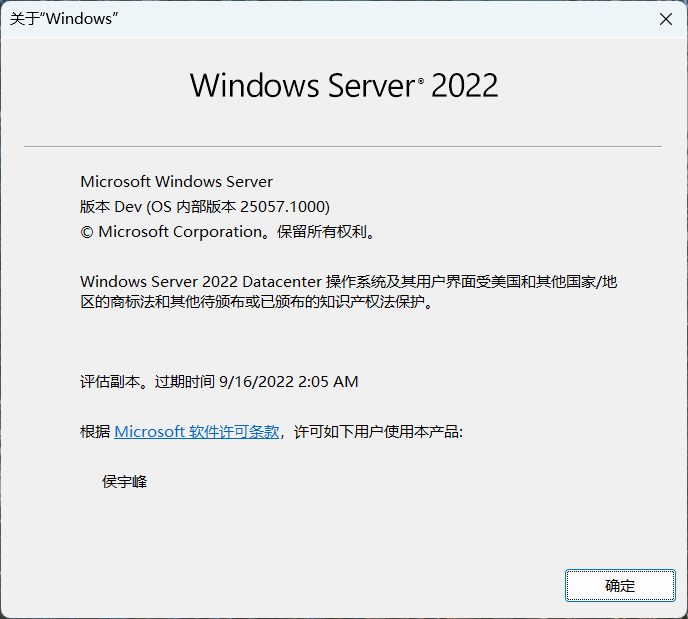 关于“Windows”
Windows Server® 2022
Microsoft Windows Server
版本 Dev (OS 内部版本 25057.1000)
© Microsoft Corporation。保留所有权利。
Windows Server 2022 Datacenter 操作系统及其用户界面受美国和其他国家/地
区的商标法和其他待颁布或已颁布的知识产权法保护。
评估副本。过期时间 9/16/2022 2:05 AM
根据 Microsoft 软件许可条款，许可如下用户使用本产品:
侯宇峰
确定